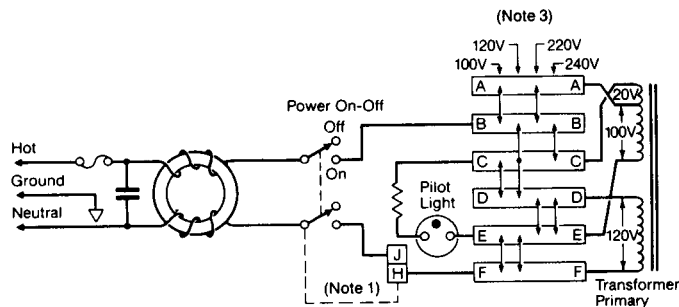 (Note 3)
120V 220V
100V 240V
A A 20V
Power On-Off
Off
B B 100V
Hot
On
C C
Ground
Pilot
Light
D D
Neutral
E E 120V
J
(Note 1) H F F
Transformer
Primary